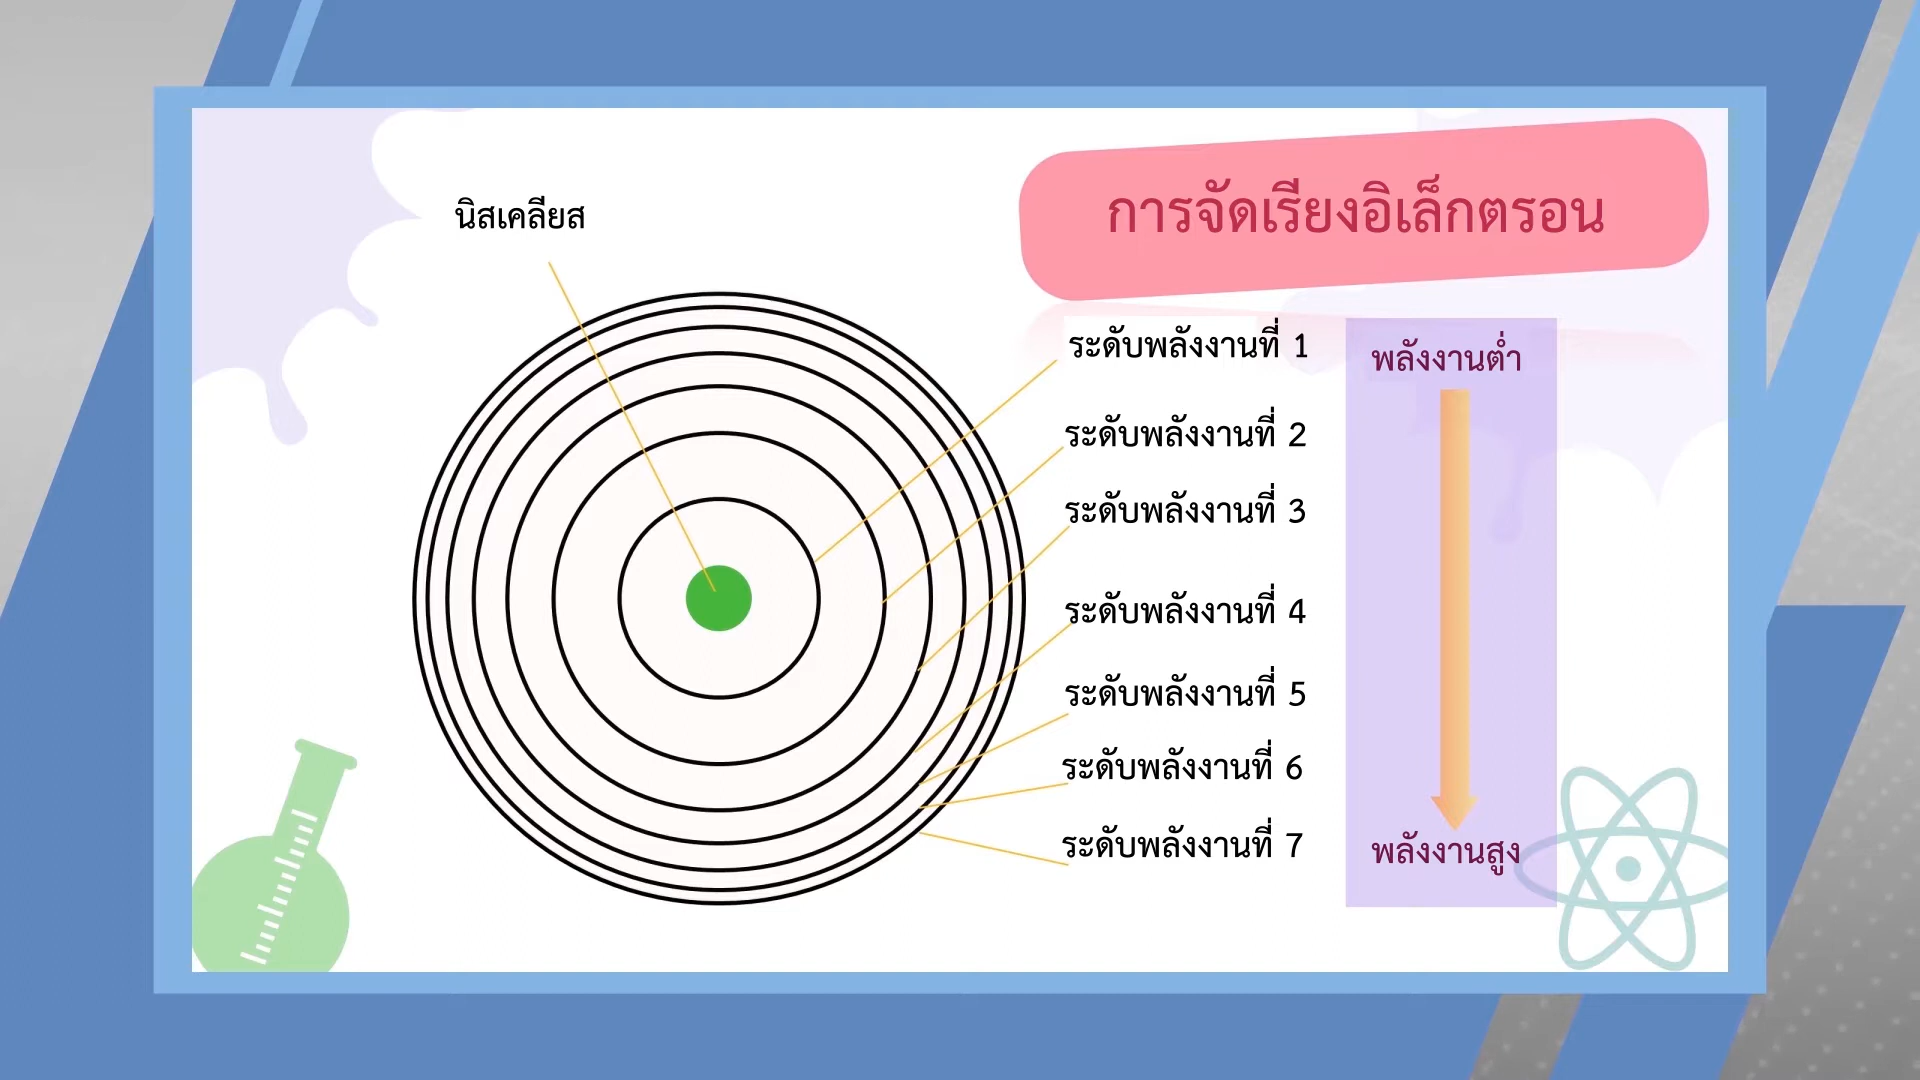 การจัดเรียงอิเล็กตรอน
นิสเคลียส
ระดับพลังงานที่ 1
ระดับพลังงานที่ 2
ระดับพลังงานที่ 3
ระดับพลังงานที่ 4
ระดับพลังงานที่ 5
ระดับพลังงานที่ 6
ระดับพลังงานที่ 7
พลังงานต่ำ
พลังงานสูง